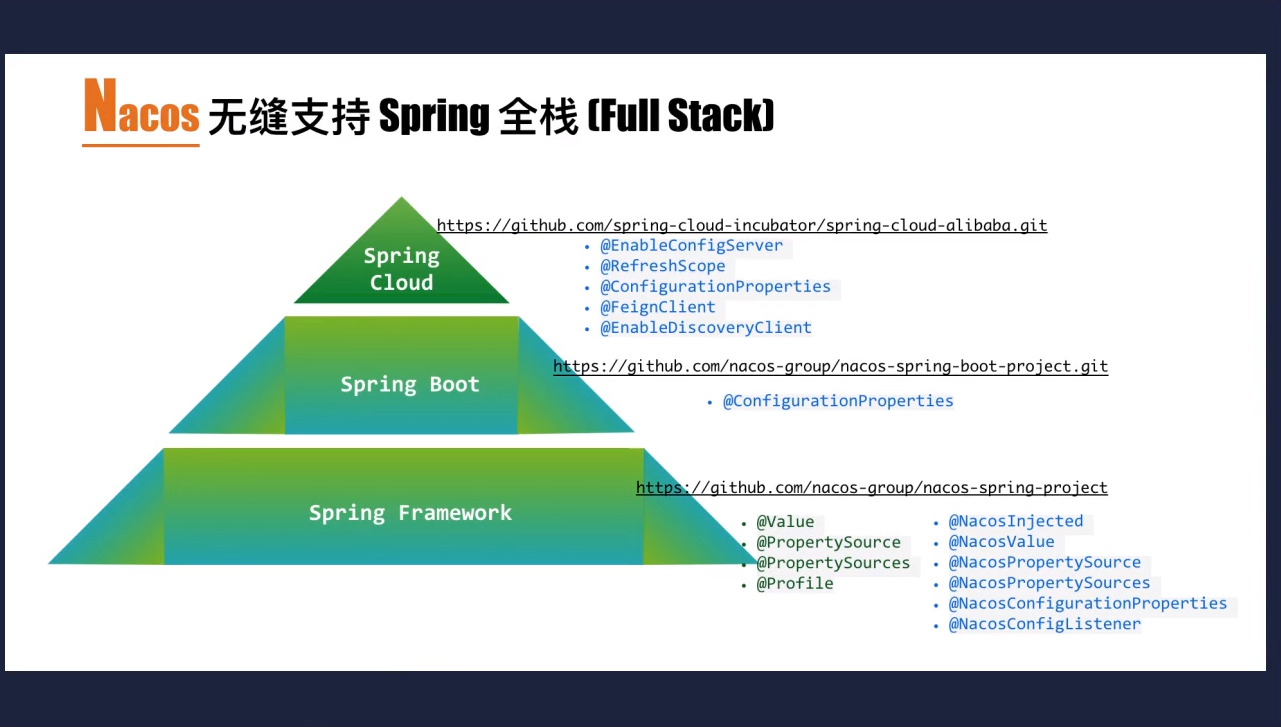 Nacos 无缝支持 Spring 全栈 (Full Stack)
https://github.com/spring-cloud-incubator/spring-cloud-alibaba.git
Spring
Cloud
• @EnableConfigServer
• @RefreshScope
• @ConfigurationProperties
• @FeignClient
• @EnableDiscoveryClient
Spring Boot
https://github.com/nacos-group/nacos-spring-boot-project.git
• @ConfigurationProperties
Spring Framework
https://github.com/nacos-group/nacos-spring-project
• @Value
• @PropertySource
• @PropertySources
• @Profile
• @NacosInjected
• @NacosValue
• @NacosPropertySource
• @NacosPropertySources
• @NacosConfigurationProperties
• @NacosConfigListener